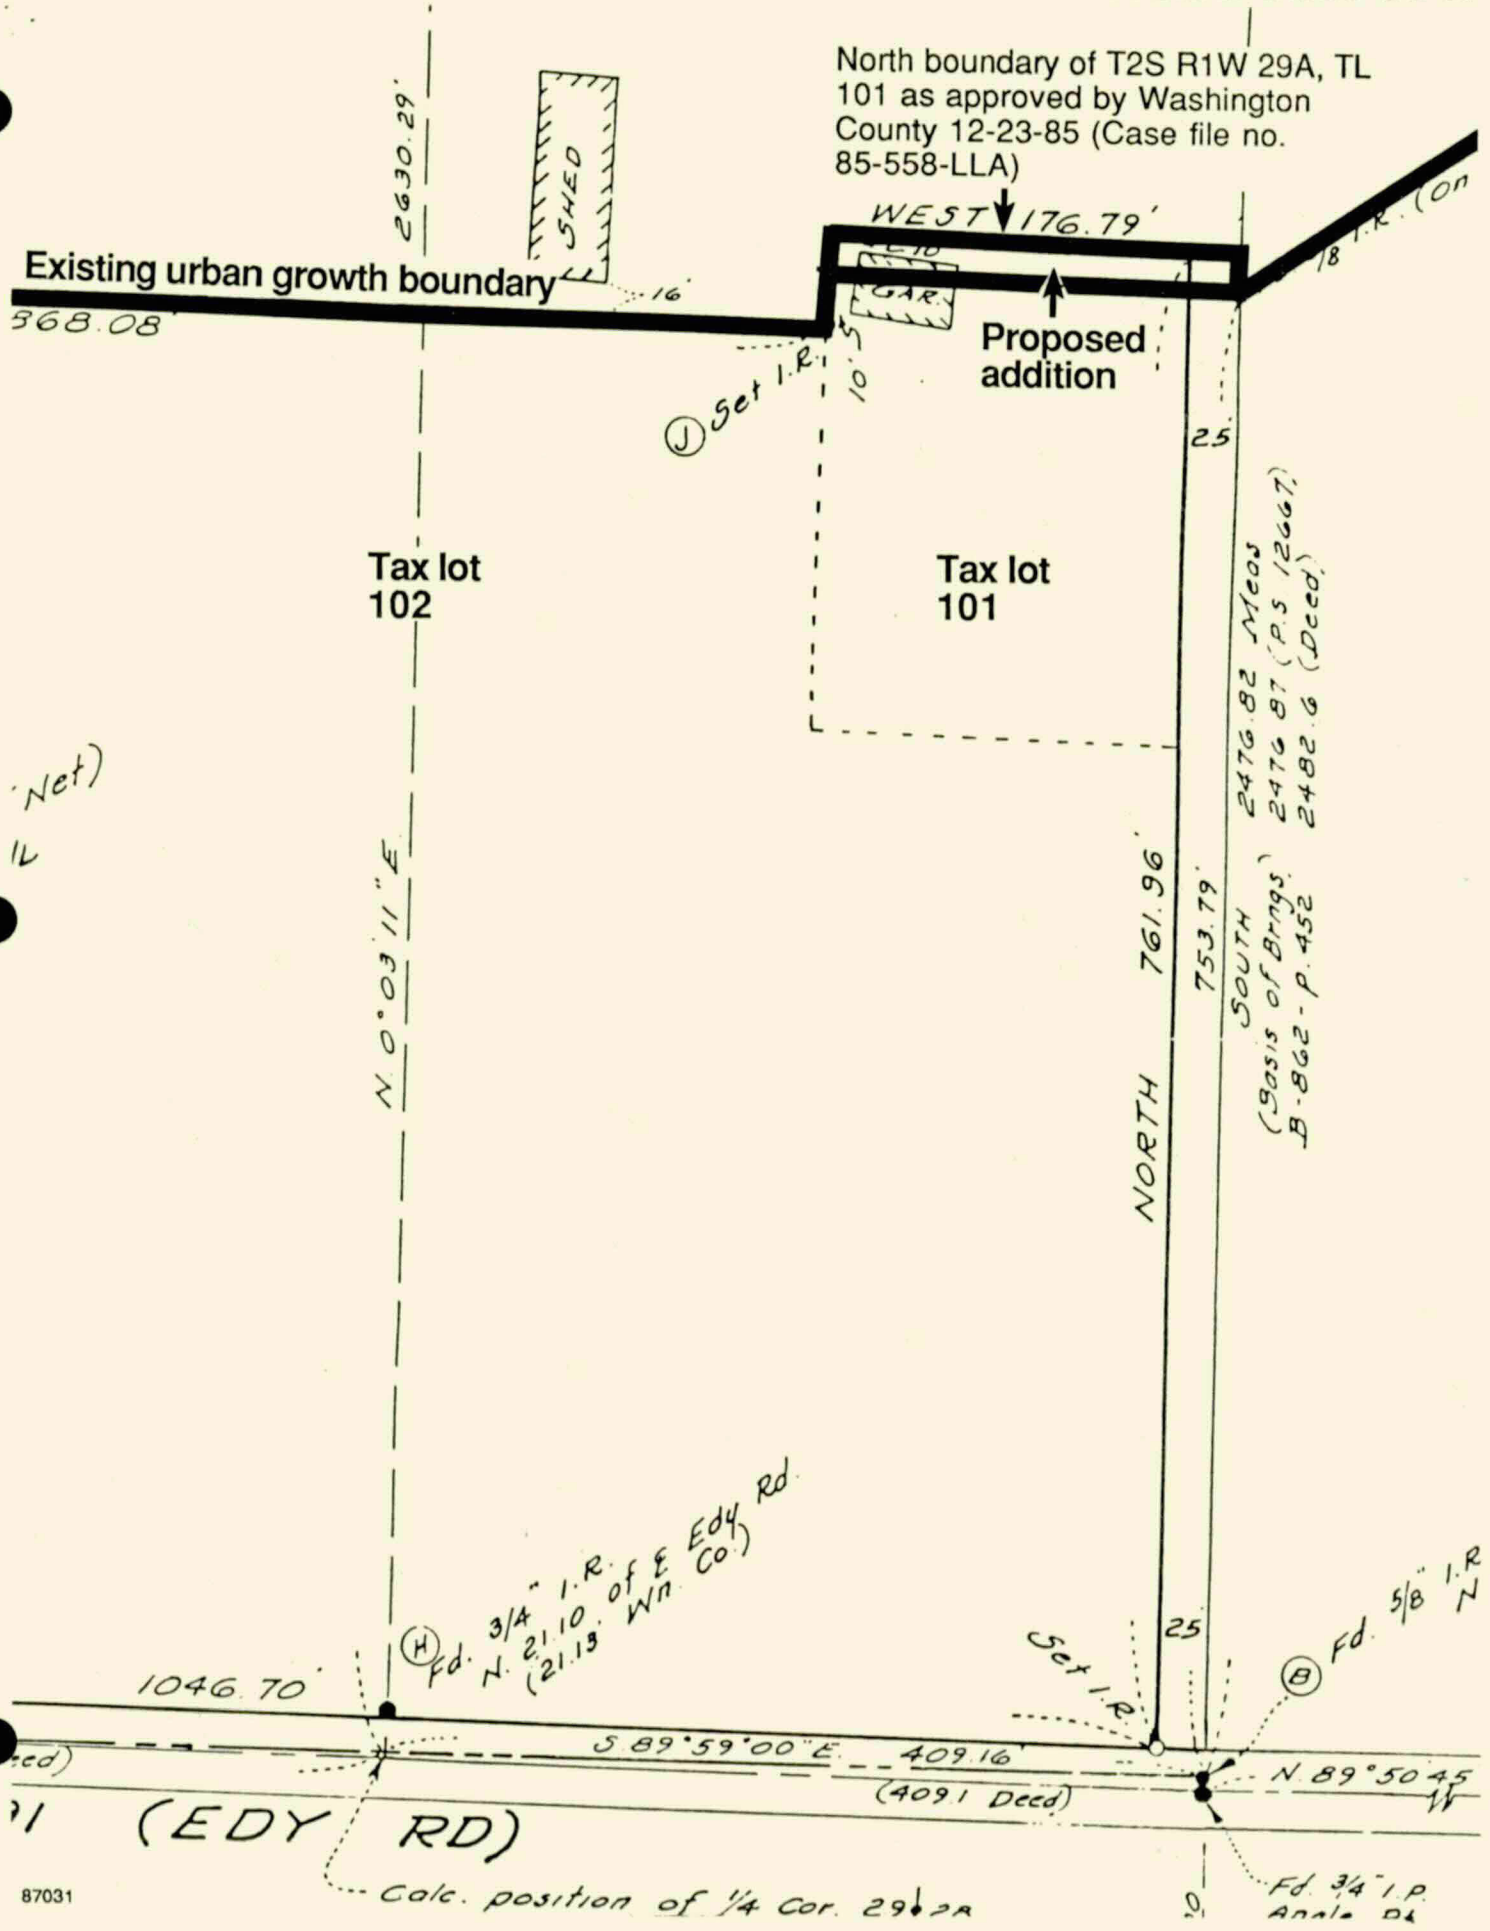 North boundary of T2S R1W 29A, TL
101 as approved by Washington
County 12-23-85 (Case file no.
85-558-LLA)
2630.29'
SHED
WEST 176.79'
I.R. (On
Existing urban growth boundary
16'
GAR.
368.08'
Proposed
addition
10.5
J Set I.R.
25'
Tax lot
102
Tax lot
101
2476.82 Meas
2476.87 (P.S 12667)
2482.6 (Deed)
Net)
N. 0° 03' 11" E.
NORTH 761.96'
753.79'
SOUTH
(Basis of Brngs.)
B-862-P.452
H Fd. 3/4" I.R.
N. 21.10' of ℄ Edy Rd.
(21.13' Wn. Co.)
Set I.R.
25'
B Fd. 5/8" I.R
N
1046.70'
S.89°59'00"E. 409.16'
(409.1 Deed)
N. 89°50'45
W
eed)
(EDY RD)
Calc. position of 1/4 Cor. 29
Fd. 3/4" I.P.
87031